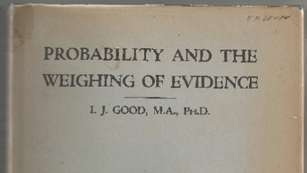 PROBABILITY AND THE
WEIGHING OF EVIDENCE
I. J. GOOD, M.A., PH.D.